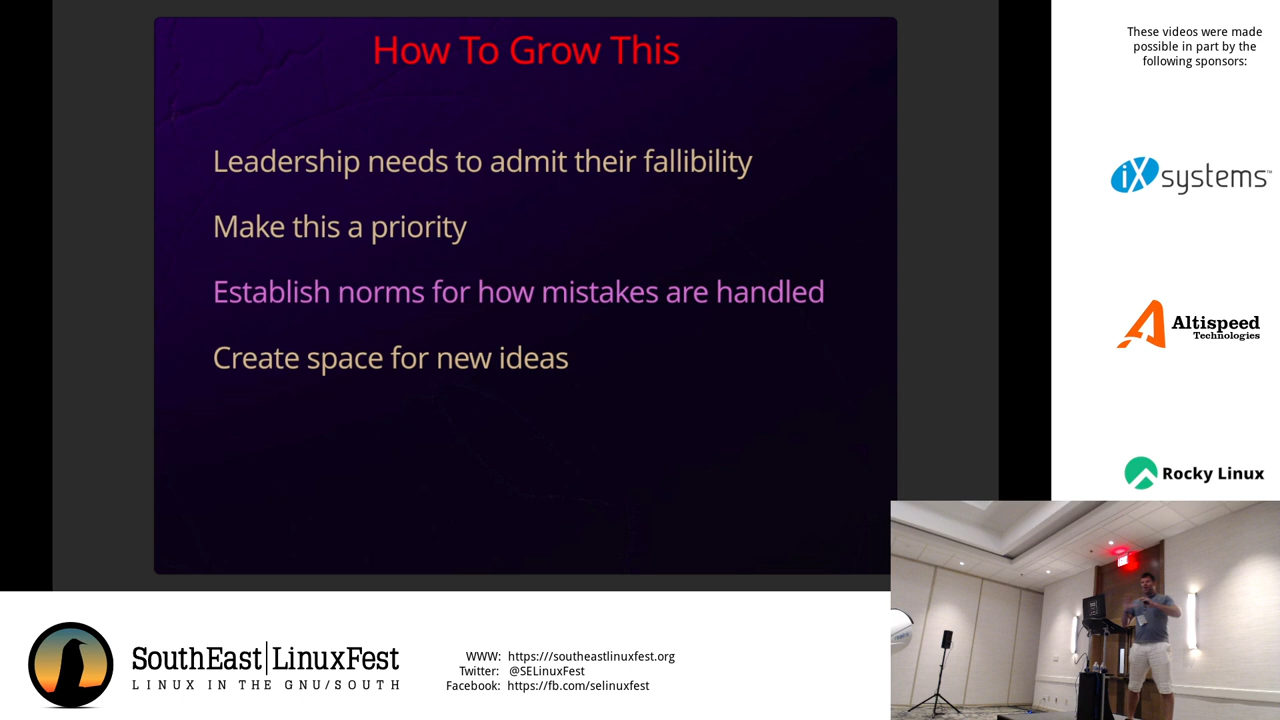 How To Grow This
Leadership needs to admit their fallibility
Make this a priority
Establish norms for how mistakes are handled
Create space for new ideas
These videos were made
possible in part by the
following sponsors:
iXsystems™
Altispeed
Technologies
Rocky Linux
SouthEast|LinuxFest
LINUX IN THE GNU/SOUTH
WWW: https:///southeastlinuxfest.org
Twitter: @SELinuxFest
Facebook: https://fb.com/selinuxfest